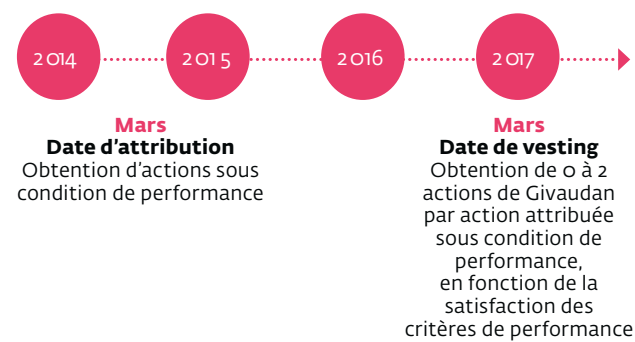 2014
2015
2016
2017
Mars
Date d'attribution
Obtention d'actions sous
condition de performance
Mars
Date de vesting
Obtention de 0 à 2
actions de Givaudan
par action attribuée
sous condition de
performance,
en fonction de la
satisfaction des
critères de performance